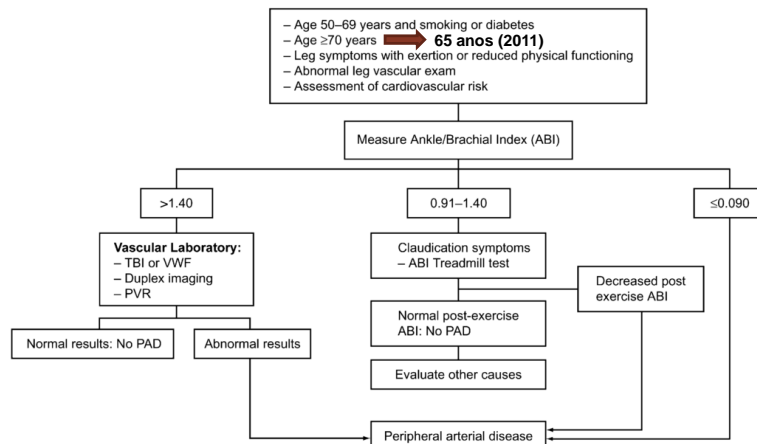 – Age 50–69 years and smoking or diabetes
– Age ≥70 years 65 anos (2011)
– Leg symptoms with exertion or reduced physical functioning
– Abnormal leg vascular exam
– Assessment of cardiovascular risk
Measure Ankle/Brachial Index (ABI)
>1.40
0.91–1.40
≤0.090
Vascular Laboratory:
– TBI or VWF
– Duplex imaging
– PVR
Claudication symptoms
– ABI Treadmill test
Decreased post
exercise ABI
Normal results: No PAD
Abnormal results
Normal post-exercise
ABI: No PAD
Evaluate other causes
Peripheral arterial disease